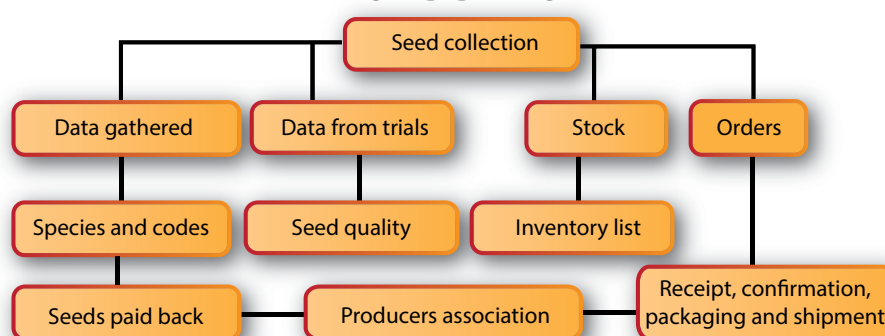 Seed collection
Data gathered
Data from trials
Stock
Orders
Species and codes
Seed quality
Inventory list
Seeds paid back
Producers association
Receipt, confirmation,
packaging and shipment